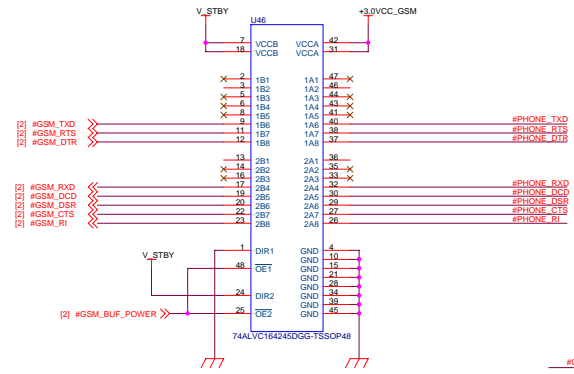 V_STBY U46 +3.0VCC_GSM
7 VCCB VCCA 42
18 VCCB VCCA 31
2 1B1 1A1 47
3 1B2 1A2 46
5 1B3 1A3 44
6 1B4 1A4 43
8 1B5 1A5 41
[2] #GSM_TXD 9 1B6 1A6 40 #PHONE_TXD
[2] #GSM_RTS 11 1B7 1A7 38 #PHONE_RTS
[2] #GSM_DTR 12 1B8 1A8 37 #PHONE_DTR
13 2B1 2A1 36
14 2B2 2A2 35
16 2B3 2A3 33
[2] #GSM_RXD 17 2B4 2A4 32 #PHONE_RXD
[2] #GSM_DCD 19 2B5 2A5 30 #PHONE_DCD
[2] #GSM_DSR 20 2B6 2A6 29 #PHONE_DSR
[2] #GSM_CTS 22 2B7 2A7 27 #PHONE_CTS
[2] #GSM_RI 23 2B8 2A8 26 #PHONE_RI
1 DIR1 GND 4
GND 10
V_STBY 48 OE1 GND 15
GND 21
GND 28
24 DIR2 GND 34
GND 39
[2] #GSM_BUF_POWER 25 OE2 GND 45
74ALVC164245DGG-TSSOP48